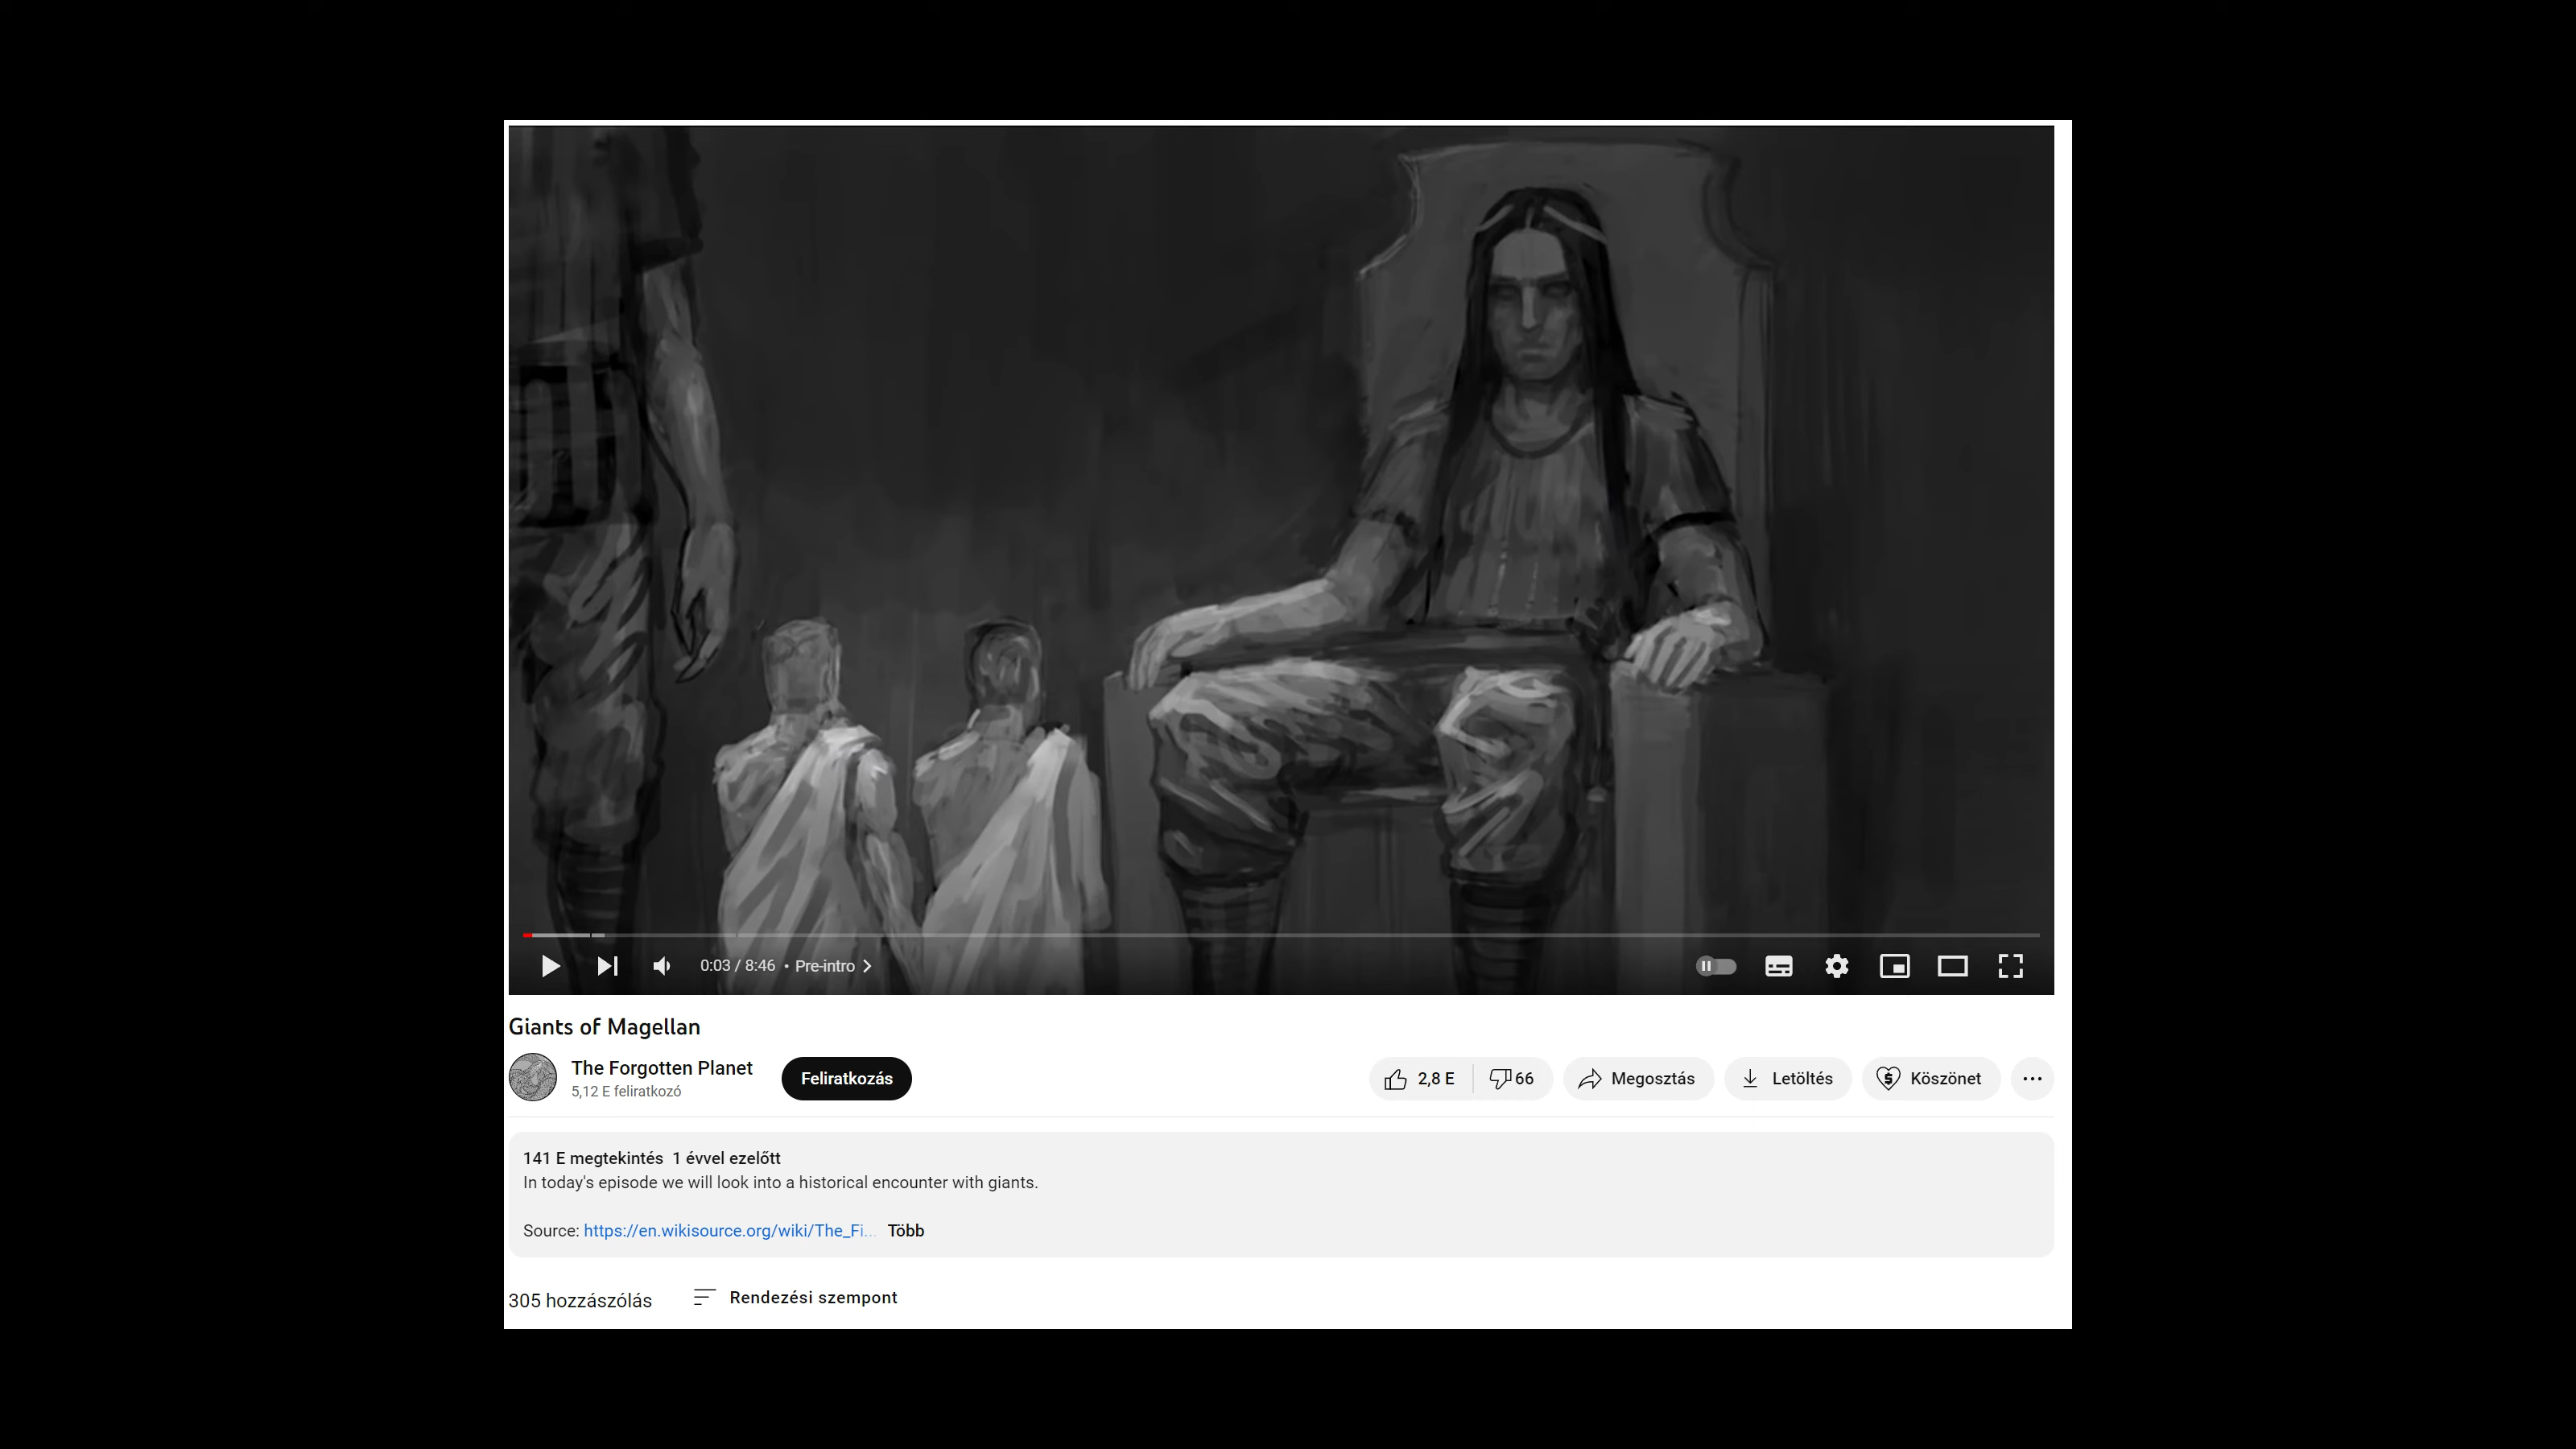 0:03 / 8:46 • Pre-intro
Giants of Magellan
The Forgotten Planet
5,12 E feliratkozó
Feliratkozás
2,8 E
66
Megosztás
Letöltés
Köszönet
141 E megtekintés 1 évvel ezelőtt
In today's episode we will look into a historical encounter with giants.
Source: https://en.wikisource.org/wiki/The_Fi... Több
305 hozzászólás
Rendezési szempont